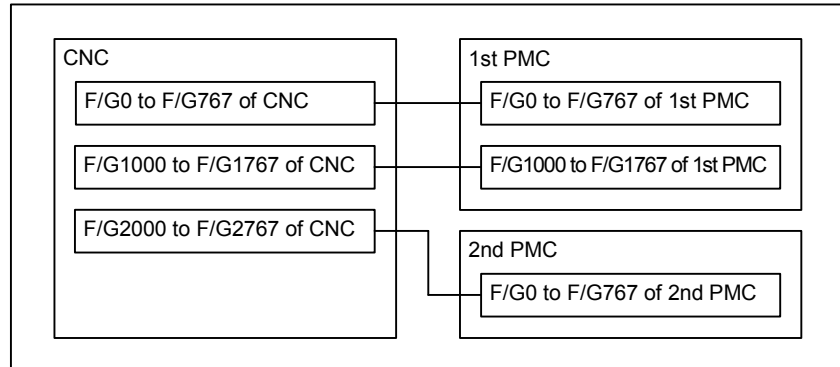 CNC
F/G0 to F/G767 of CNC
F/G1000 to F/G1767 of CNC
F/G2000 to F/G2767 of CNC
1st PMC
F/G0 to F/G767 of 1st PMC
F/G1000 to F/G1767 of 1st PMC
2nd PMC
F/G0 to F/G767 of 2nd PMC